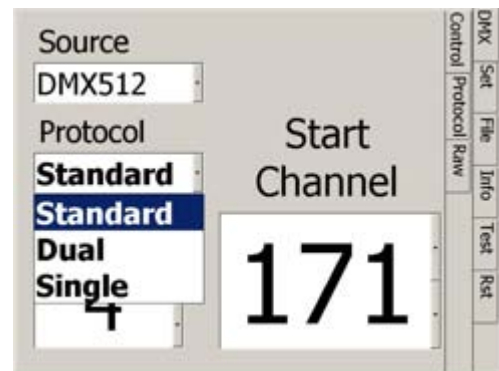 Source
DMX512
Protocol
Standard
Standard
Dual
Single
4
Start
Channel
171
Control Protocol Raw
DMX Set File Info Test Rst